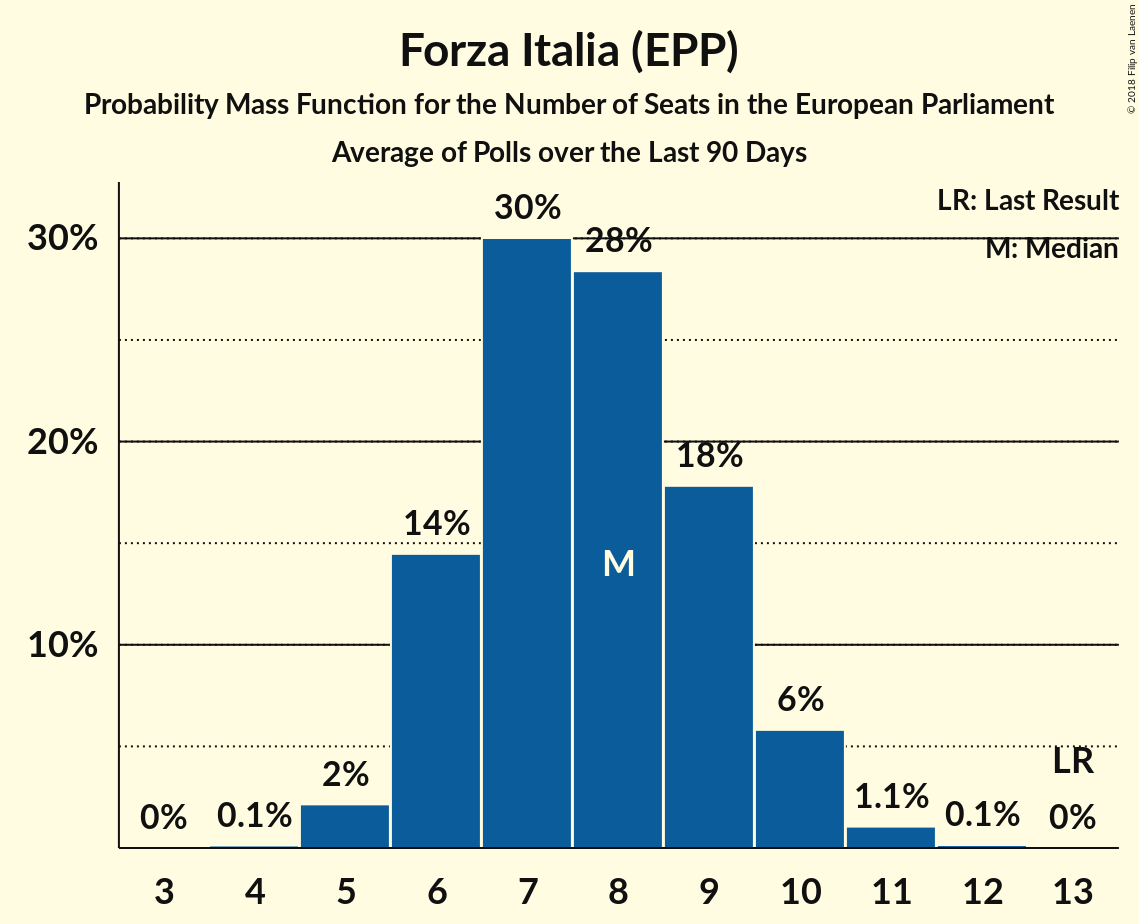 Forza Italia (EPP)
Probability Mass Function for the Number of Seats in the European Parliament
Average of Polls over the Last 90 Days
© 2018 Filip van Laenen
LR: Last Result
M: Median
30%
20%
10%
0%
0.1%
2%
14%
30%
28%
M
18%
6%
1.1%
0.1%
LR
0%
3 4 5 6 7 8 9 10 11 12 13